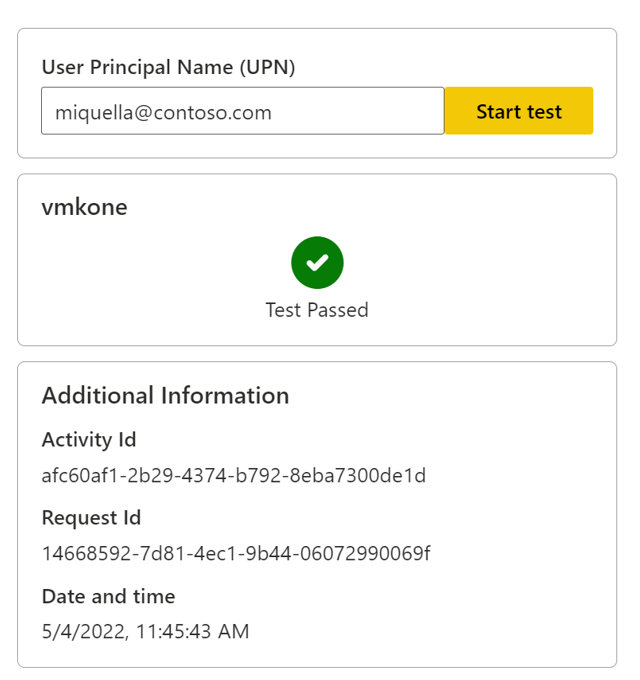 User Principal Name (UPN)
miquella@contoso.com
Start test
vmkone
Test Passed
Additional Information
Activity Id
afc60af1-2b29-4374-b792-8eba7300de1d
Request Id
14668592-7d81-4ec1-9b44-06072990069f
Date and time
5/4/2022, 11:45:43 AM